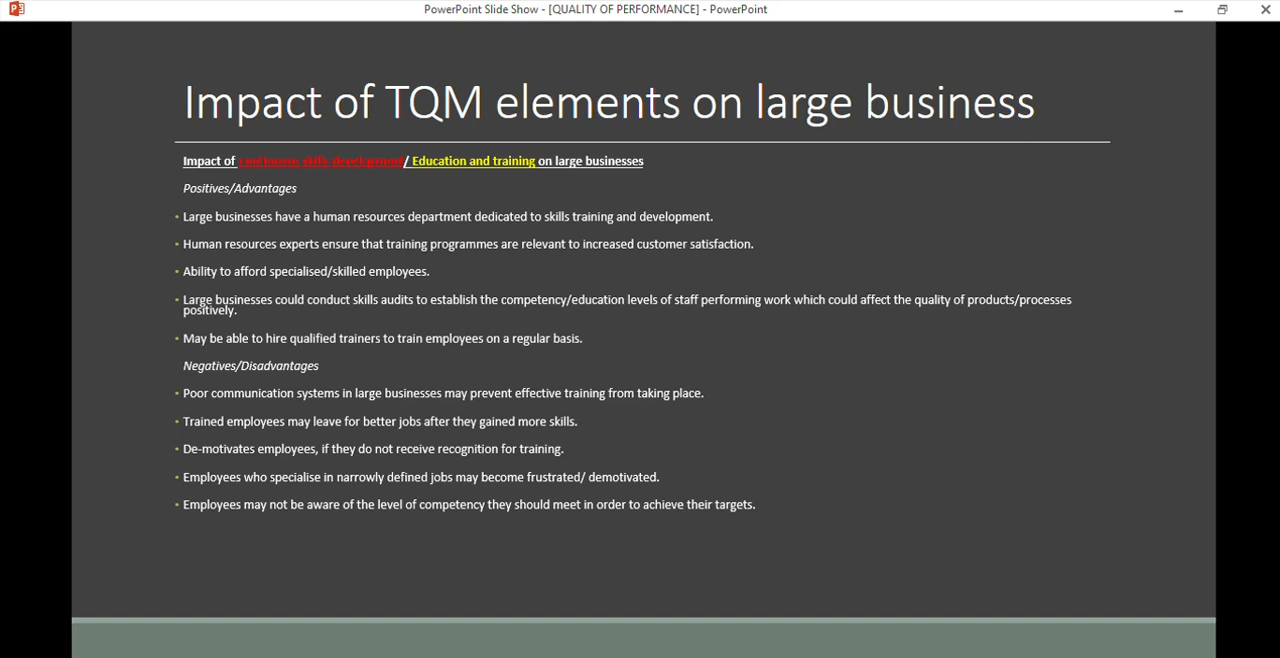 PowerPoint Slide Show - [QUALITY OF PERFORMANCE] - PowerPoint
Impact of TQM elements on large business
Impact of continuous skills development/ Education and training on large businesses
Positives/Advantages
▪ Large businesses have a human resources department dedicated to skills training and development.
▪ Human resources experts ensure that training programmes are relevant to increased customer satisfaction.
▪ Ability to afford specialised/skilled employees.
▪ Large businesses could conduct skills audits to establish the competency/education levels of staff performing work which could affect the quality of products/processes
positively.
▪ May be able to hire qualified trainers to train employees on a regular basis.
Negatives/Disadvantages
▪ Poor communication systems in large businesses may prevent effective training from taking place.
▪ Trained employees may leave for better jobs after they gained more skills.
▪ De-motivates employees, if they do not receive recognition for training.
▪ Employees who specialise in narrowly defined jobs may become frustrated/ demotivated.
▪ Employees may not be aware of the level of competency they should meet in order to achieve their targets.